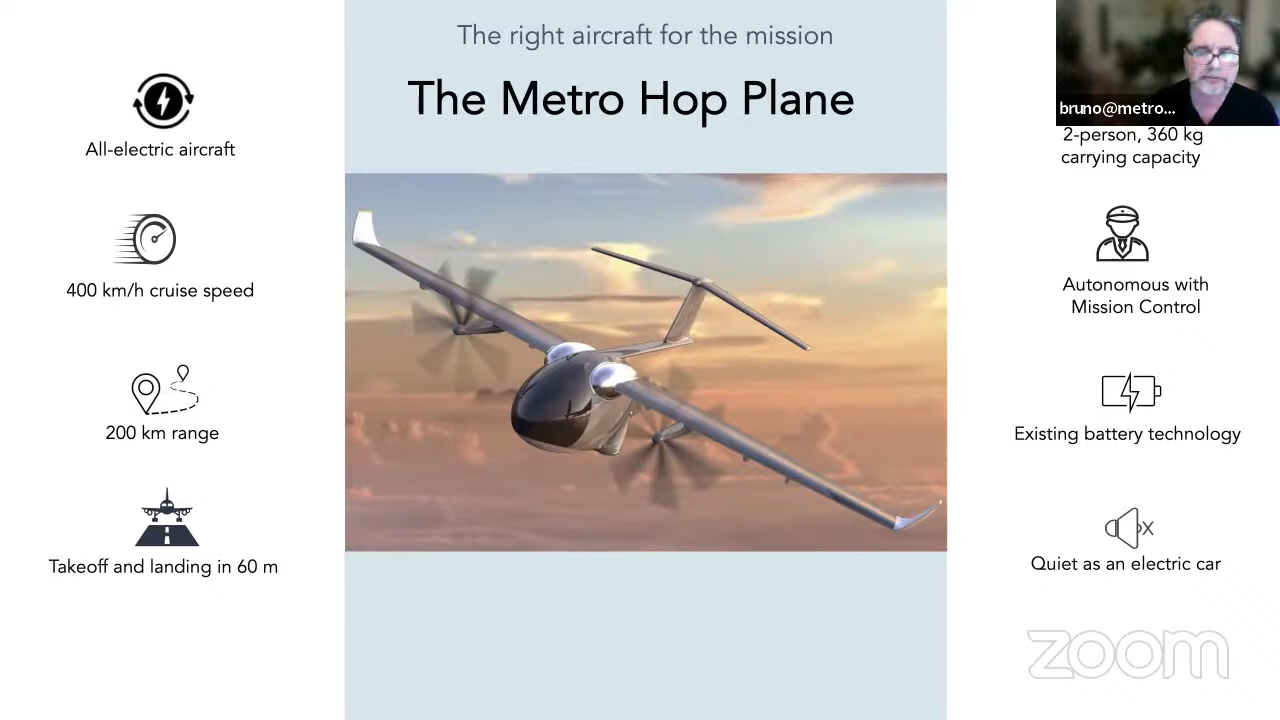 The right aircraft for the mission
The Metro Hop Plane
All-electric aircraft
400 km/h cruise speed
200 km range
Takeoff and landing in 60 m
bruno@metro...
2-person, 360 kg
carrying capacity
Autonomous with
Mission Control
Existing battery technology
Quiet as an electric car
zoom